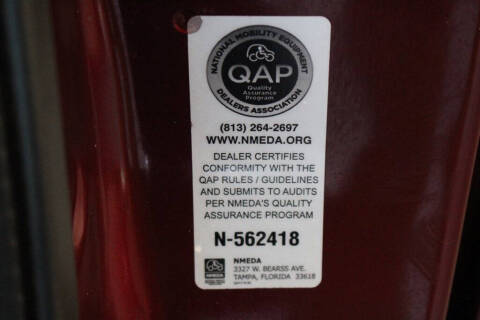 NATIONAL MOBILITY EQUIPMENT
QAP
Quality
Assurance
Program
DEALERS ASSOCIATION
(813) 264-2697
WWW.NMEDA.ORG
DEALER CERTIFIES
CONFORMITY WITH THE
QAP RULES / GUIDELINES
AND SUBMITS TO AUDITS
PER NMEDA'S QUALITY
ASSURANCE PROGRAM
N-562418
NMEDA
3327 W. BEARSS AVE.
TAMPA, FLORIDA 33618
NMEDA